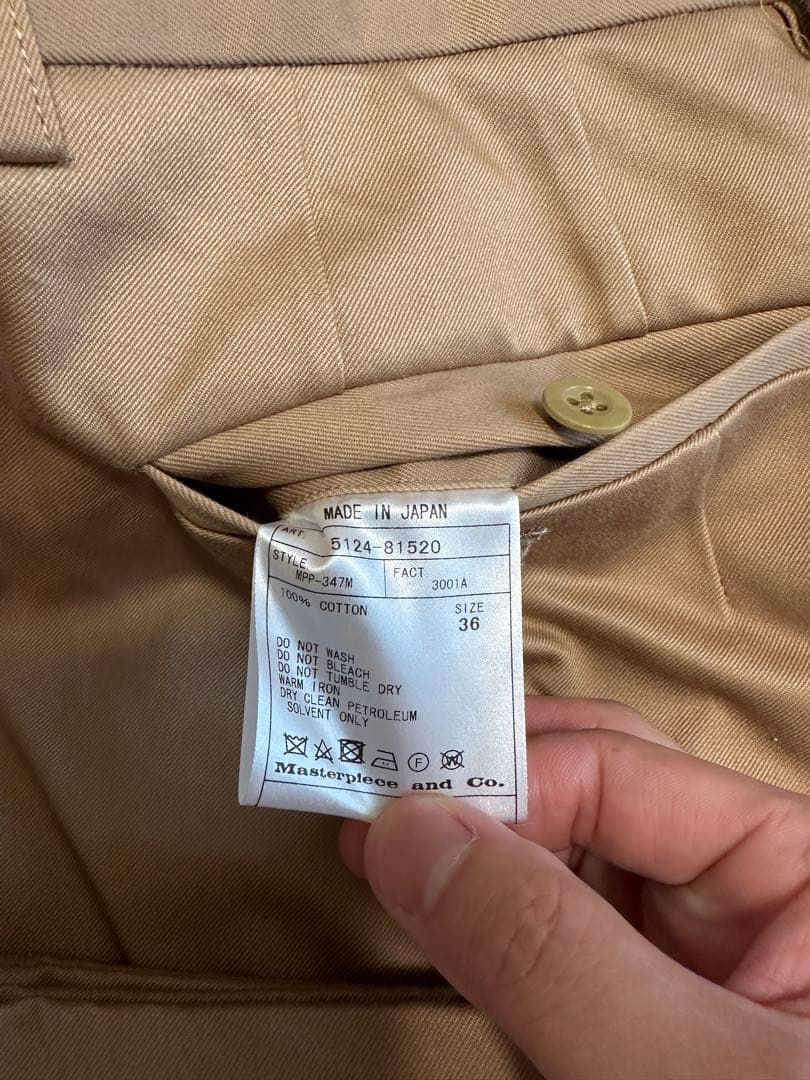 MADE IN JAPAN
ART. 5124-81520
STYLE MPP-347M FACT 3001A
100% COTTON SIZE 36
DO NOT WASH
DO NOT BLEACH
DO NOT TUMBLE DRY
WARM IRON
DRY CLEAN PETROLEUM
SOLVENT ONLY
F W
Masterpiece and Co.